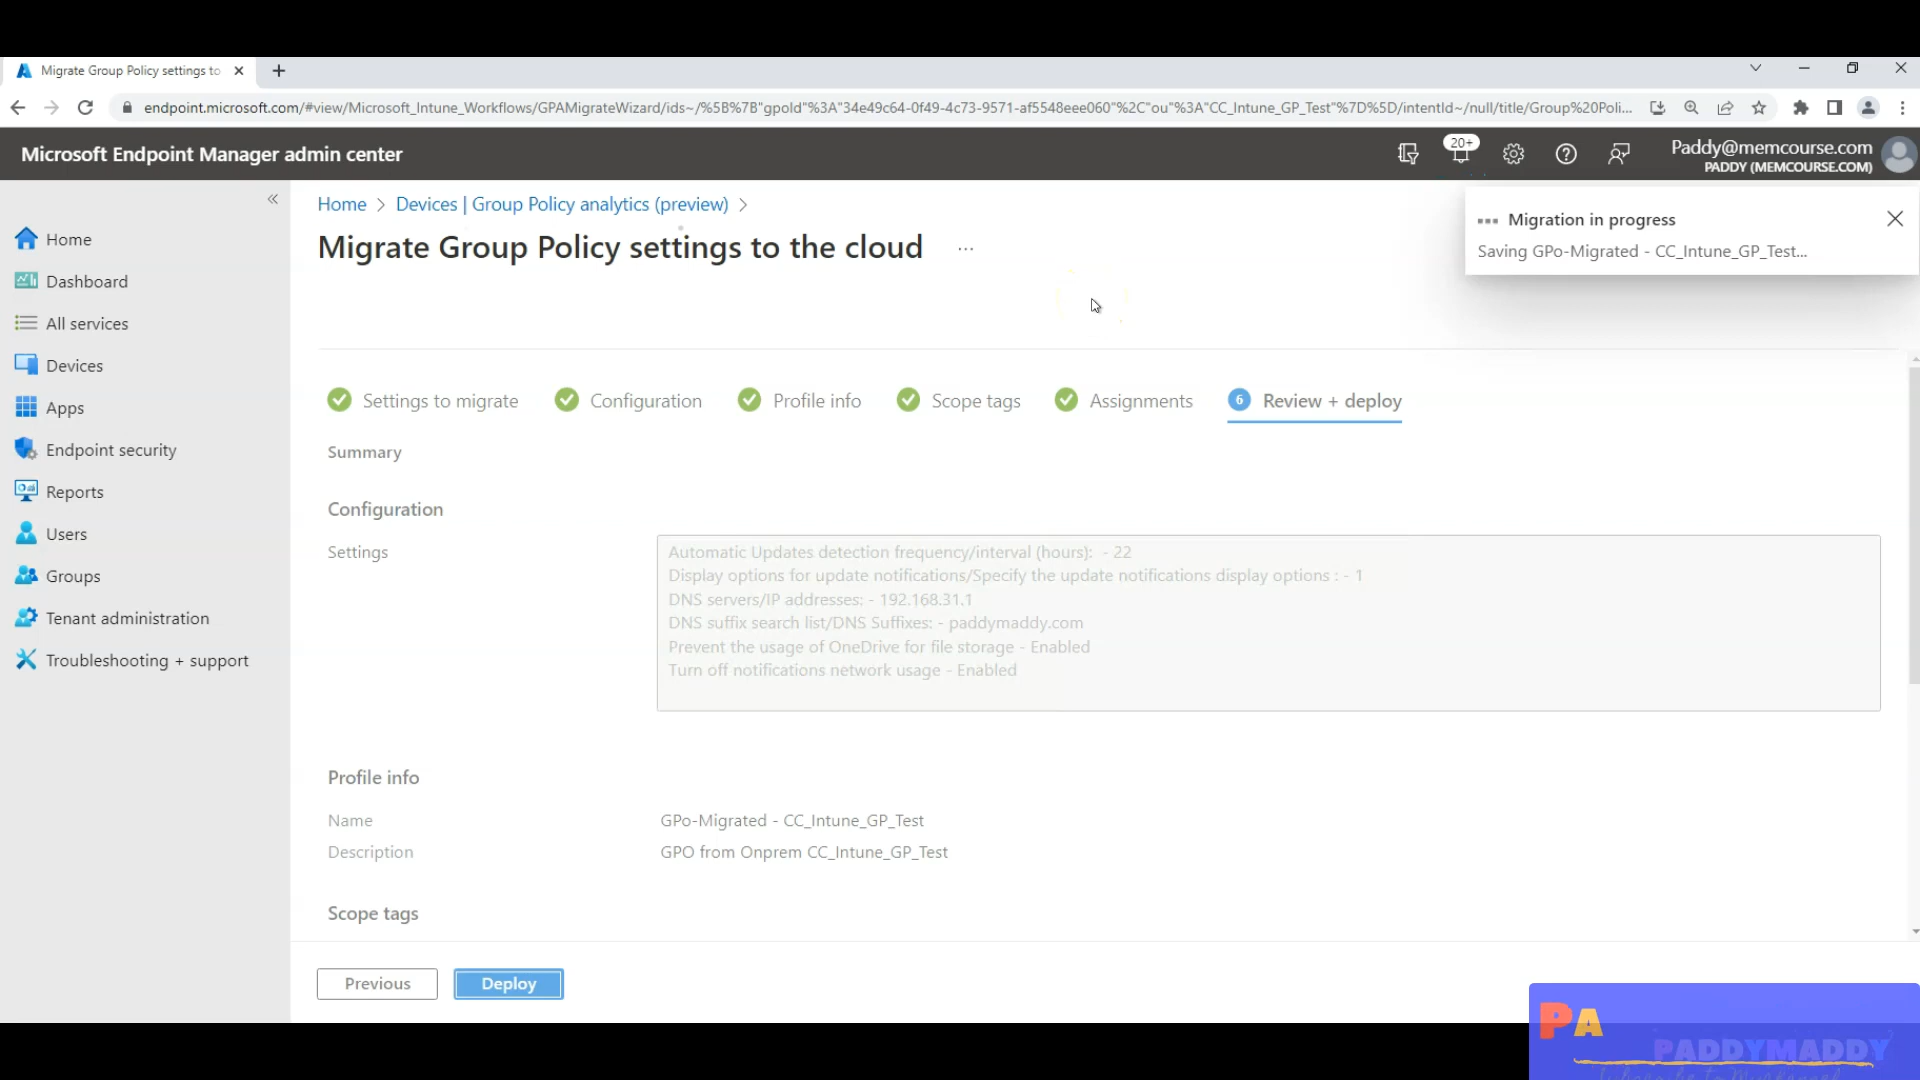 Migrate Group Policy settings to
endpoint.microsoft.com/#view/Microsoft_Intune_Workflows/GPAMigrateWizard/ids~/%5B%7B"gpoId"%3A"34e49c64-0f49-4c73-9571-af5548eee060"%2C"ou"%3A"CC_Intune_GP_Test"%7D%5D/intentId~/null/title/Group%20Poli...
Microsoft Endpoint Manager admin center
20+
Paddy@memcourse.com
PADDY (MEMCOURSE.COM)
Home
Dashboard
All services
Devices
Apps
Endpoint security
Reports
Users
Groups
Tenant administration
Troubleshooting + support
Home > Devices | Group Policy analytics (preview) >
Migrate Group Policy settings to the cloud ...
Migration in progress
Saving GPo-Migrated - CC_Intune_GP_Test...
Settings to migrate
Configuration
Profile info
Scope tags
Assignments
6 Review + deploy
Summary
Configuration
Settings
Automatic Updates detection frequency/interval (hours): - 22
Display options for update notifications/Specify the update notifications display options : - 1
DNS servers/IP addresses: - 192.168.31.1
DNS suffix search list/DNS Suffixes: - paddymaddy.com
Prevent the usage of OneDrive for file storage - Enabled
Turn off notifications network usage - Enabled
Profile info
Name GPo-Migrated - CC_Intune_GP_Test
Description GPO from Onprem CC_Intune_GP_Test
Scope tags
Previous
Deploy
PA
PADDYMADDY